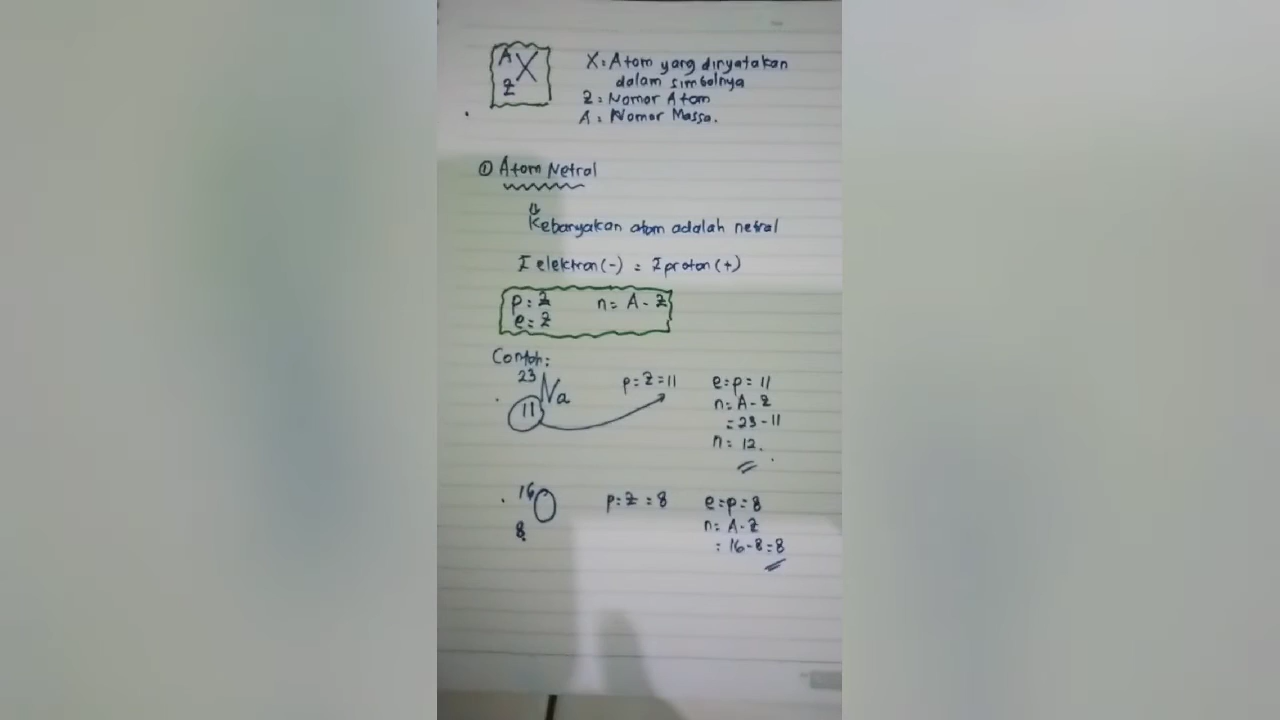 A X
Z
X = Atom yang dinyatakan
dalam simbolnya
Z = Nomor Atom
A = Nomor Massa.
① Atom Netral
⇓
Kebanyakan atom adalah netral
Σ elektron (-) = Σ proton (+)
p = Z n = A - Z
e = Z
Contoh:
23 Na
11
p = Z = 11
e = p = 11
n = A - Z
= 23 - 11
n = 12.
16 O
8
p = Z = 8
e = p = 8
n = A - Z
= 16 - 8 = 8